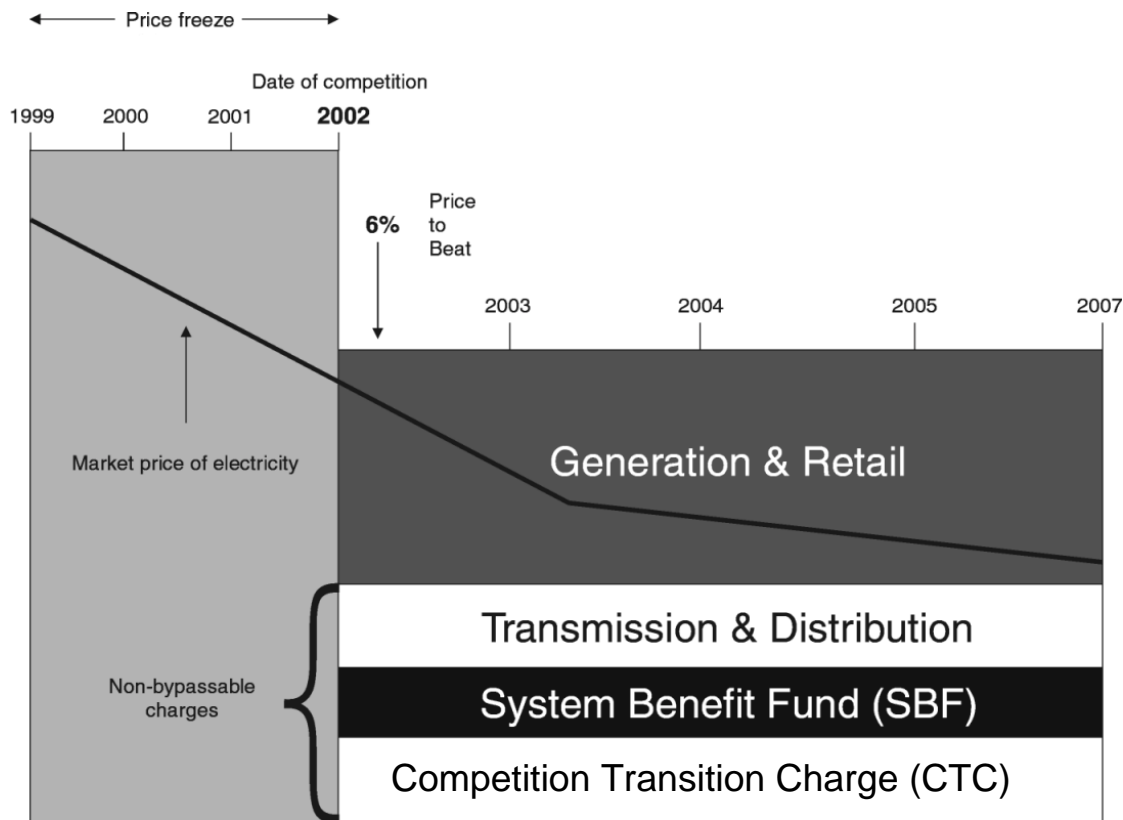 Price freeze
Date of competition
1999 2000 2001 2002
6% Price
to
Beat
2003 2004 2005 2007
Market price of electricity
Generation & Retail
Transmission & Distribution
Non-bypassable
charges
System Benefit Fund (SBF)
Competition Transition Charge (CTC)